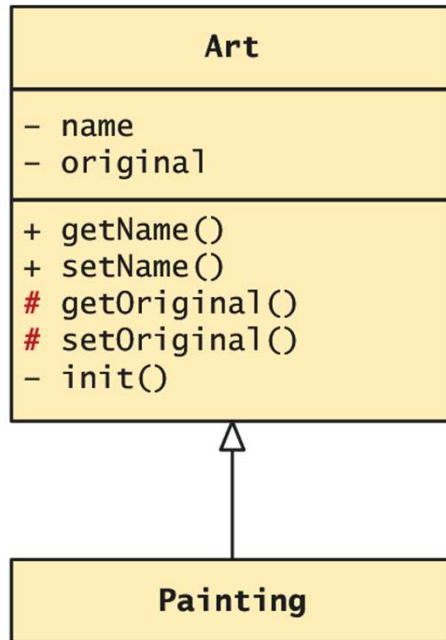 Art
- name
- original
+ getName()
+ setName()
# getOriginal()
# setOriginal()
- init()
Painting